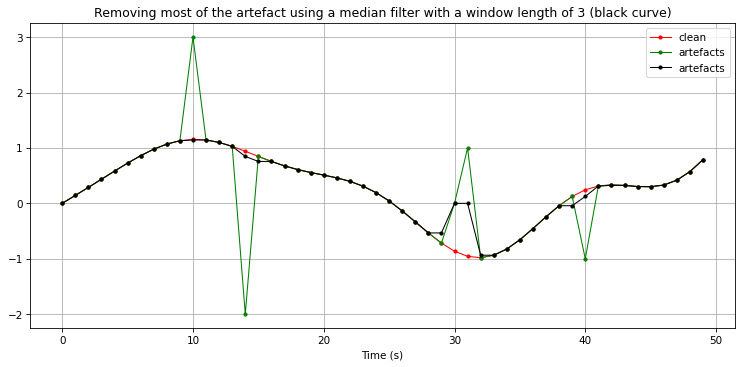 Removing most of the artefact using a median filter with a window length of 3 (black curve)
clean
artefacts
artefacts
3
2
1
0
−1
−2
0
10
20
30
40
50
Time (s)